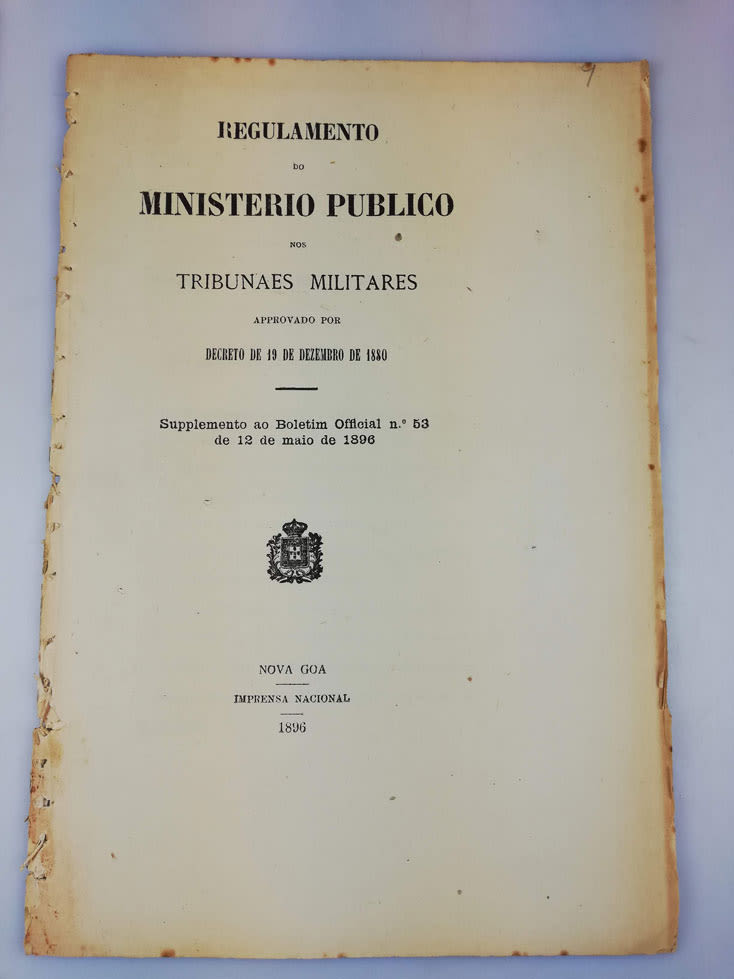 9
REGULAMENTO
DO
MINISTERIO PUBLICO
NOS
TRIBUNAES MILITARES
APPROVADO POR
DECRETO DE 19 DE DEZEMBRO DE 1880
Supplemento ao Boletim Official n.º 53
de 12 de maio de 1896
NOVA GOA
IMPRENSA NACIONAL
1896